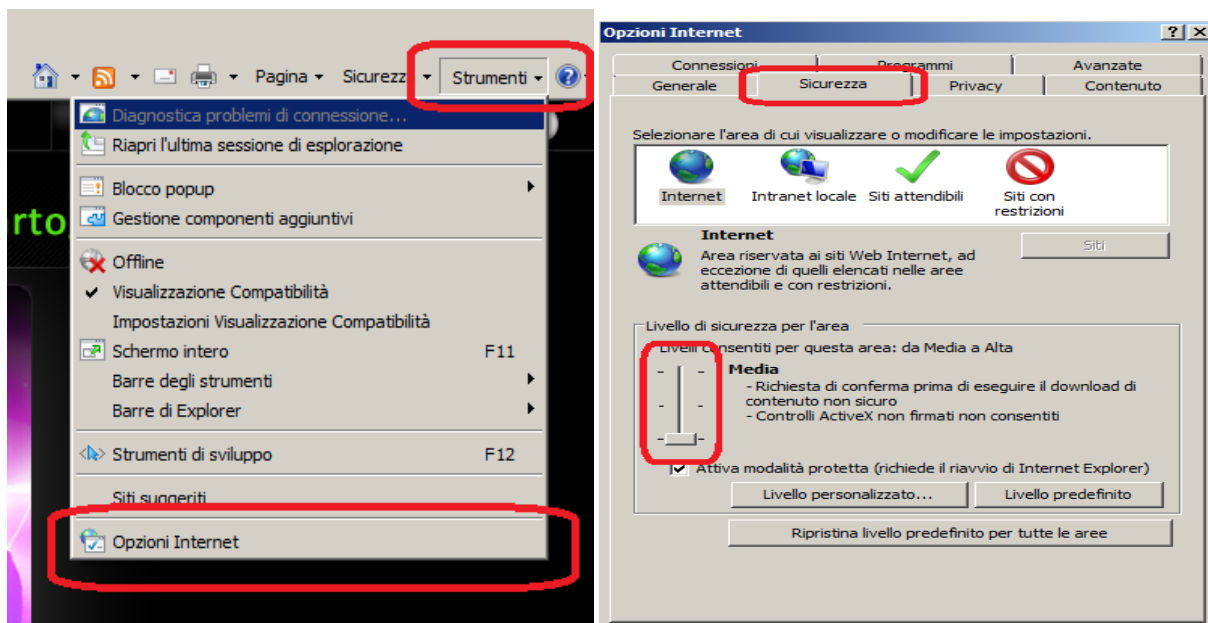 Pagina
Sicurezz
Strumenti
Diagnostica problemi di connessione...
Riapri l'ultima sessione di esplorazione
Blocco popup
Gestione componenti aggiuntivi
rto
Offline
Visualizzazione Compatibilità
Impostazioni Visualizzazione Compatibilità
Schermo intero F11
Barre degli strumenti
Barre di Explorer
Strumenti di sviluppo F12
Siti suggeriti
Opzioni Internet
Opzioni Internet
Connessioni Programmi Avanzate
Generale Sicurezza Privacy Contenuto
Selezionare l'area di cui visualizzare o modificare le impostazioni.
Internet Intranet locale Siti attendibili Siti con
restrizioni
Internet
Siti
Area riservata ai siti Web Internet, ad
eccezione di quelli elencati nelle aree
attendibili e con restrizioni.
Livello di sicurezza per l'area
Livelli consentiti per questa area: da Media a Alta
Media
- Richiesta di conferma prima di eseguire il download di
contenuto non sicuro
- Controlli ActiveX non firmati non consentiti
Attiva modalità protetta (richiede il riavvio di Internet Explorer)
Livello personalizzato... Livello predefinito
Ripristina livello predefinito per tutte le aree